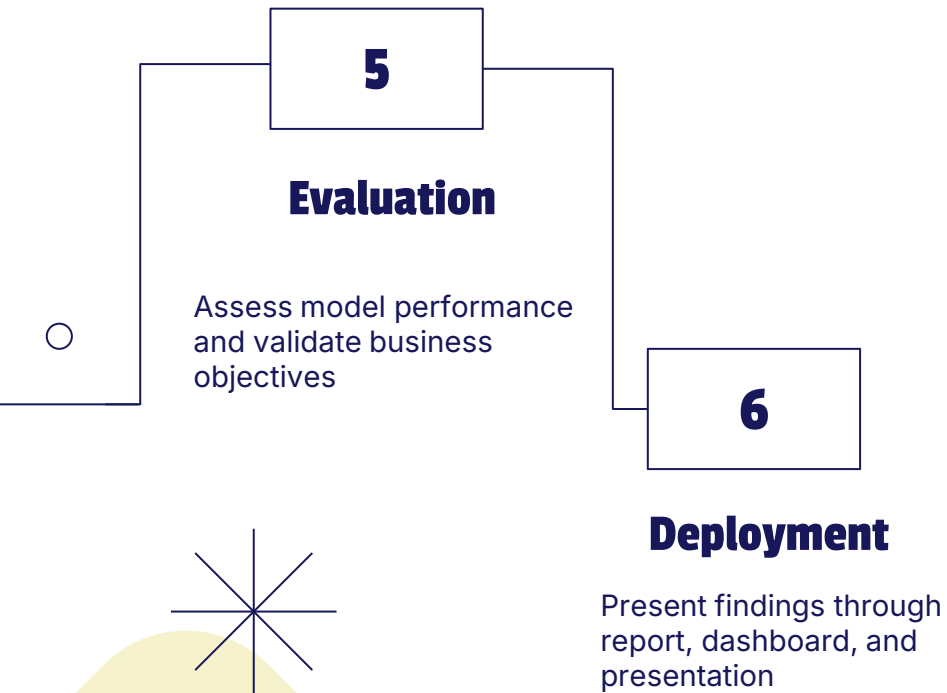 5
Evaluation
Assess model performance
and validate business
objectives
6
Deployment
Present findings through
report, dashboard, and
presentation